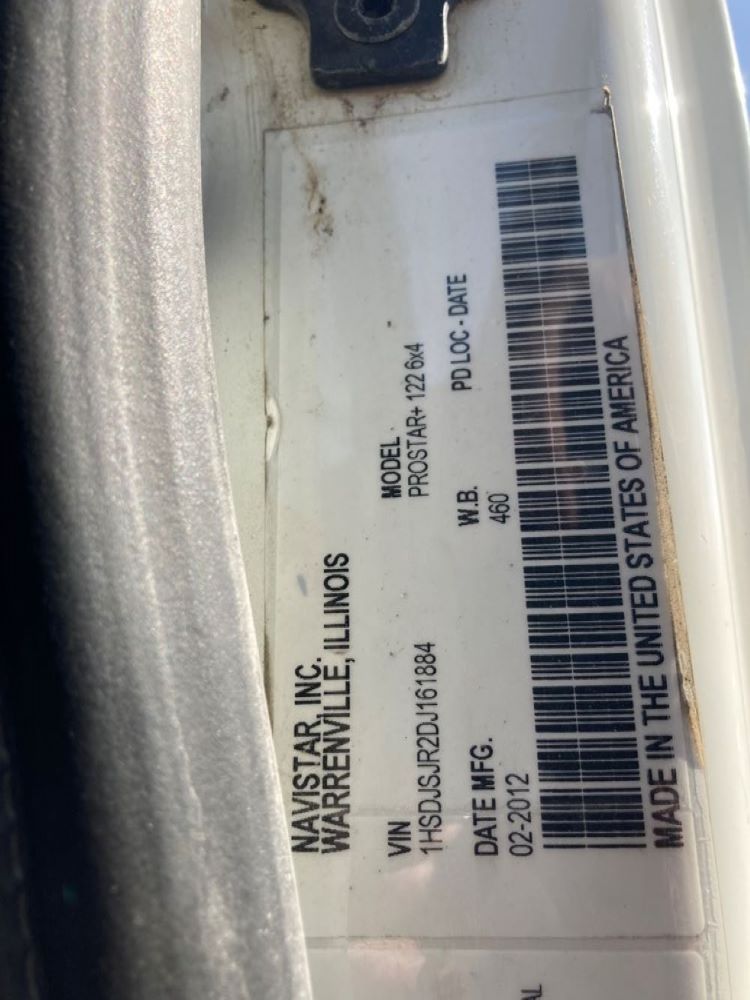 NAVISTAR, INC.
WARRENVILLE, ILLINOIS
VIN
1HSDJSJR2DJ161884
MODEL
PROSTAR+ 122 6x4
DATE MFG.
02-2012
W.B.
460
PD LOC - DATE
MADE IN THE UNITED STATES OF AMERICA